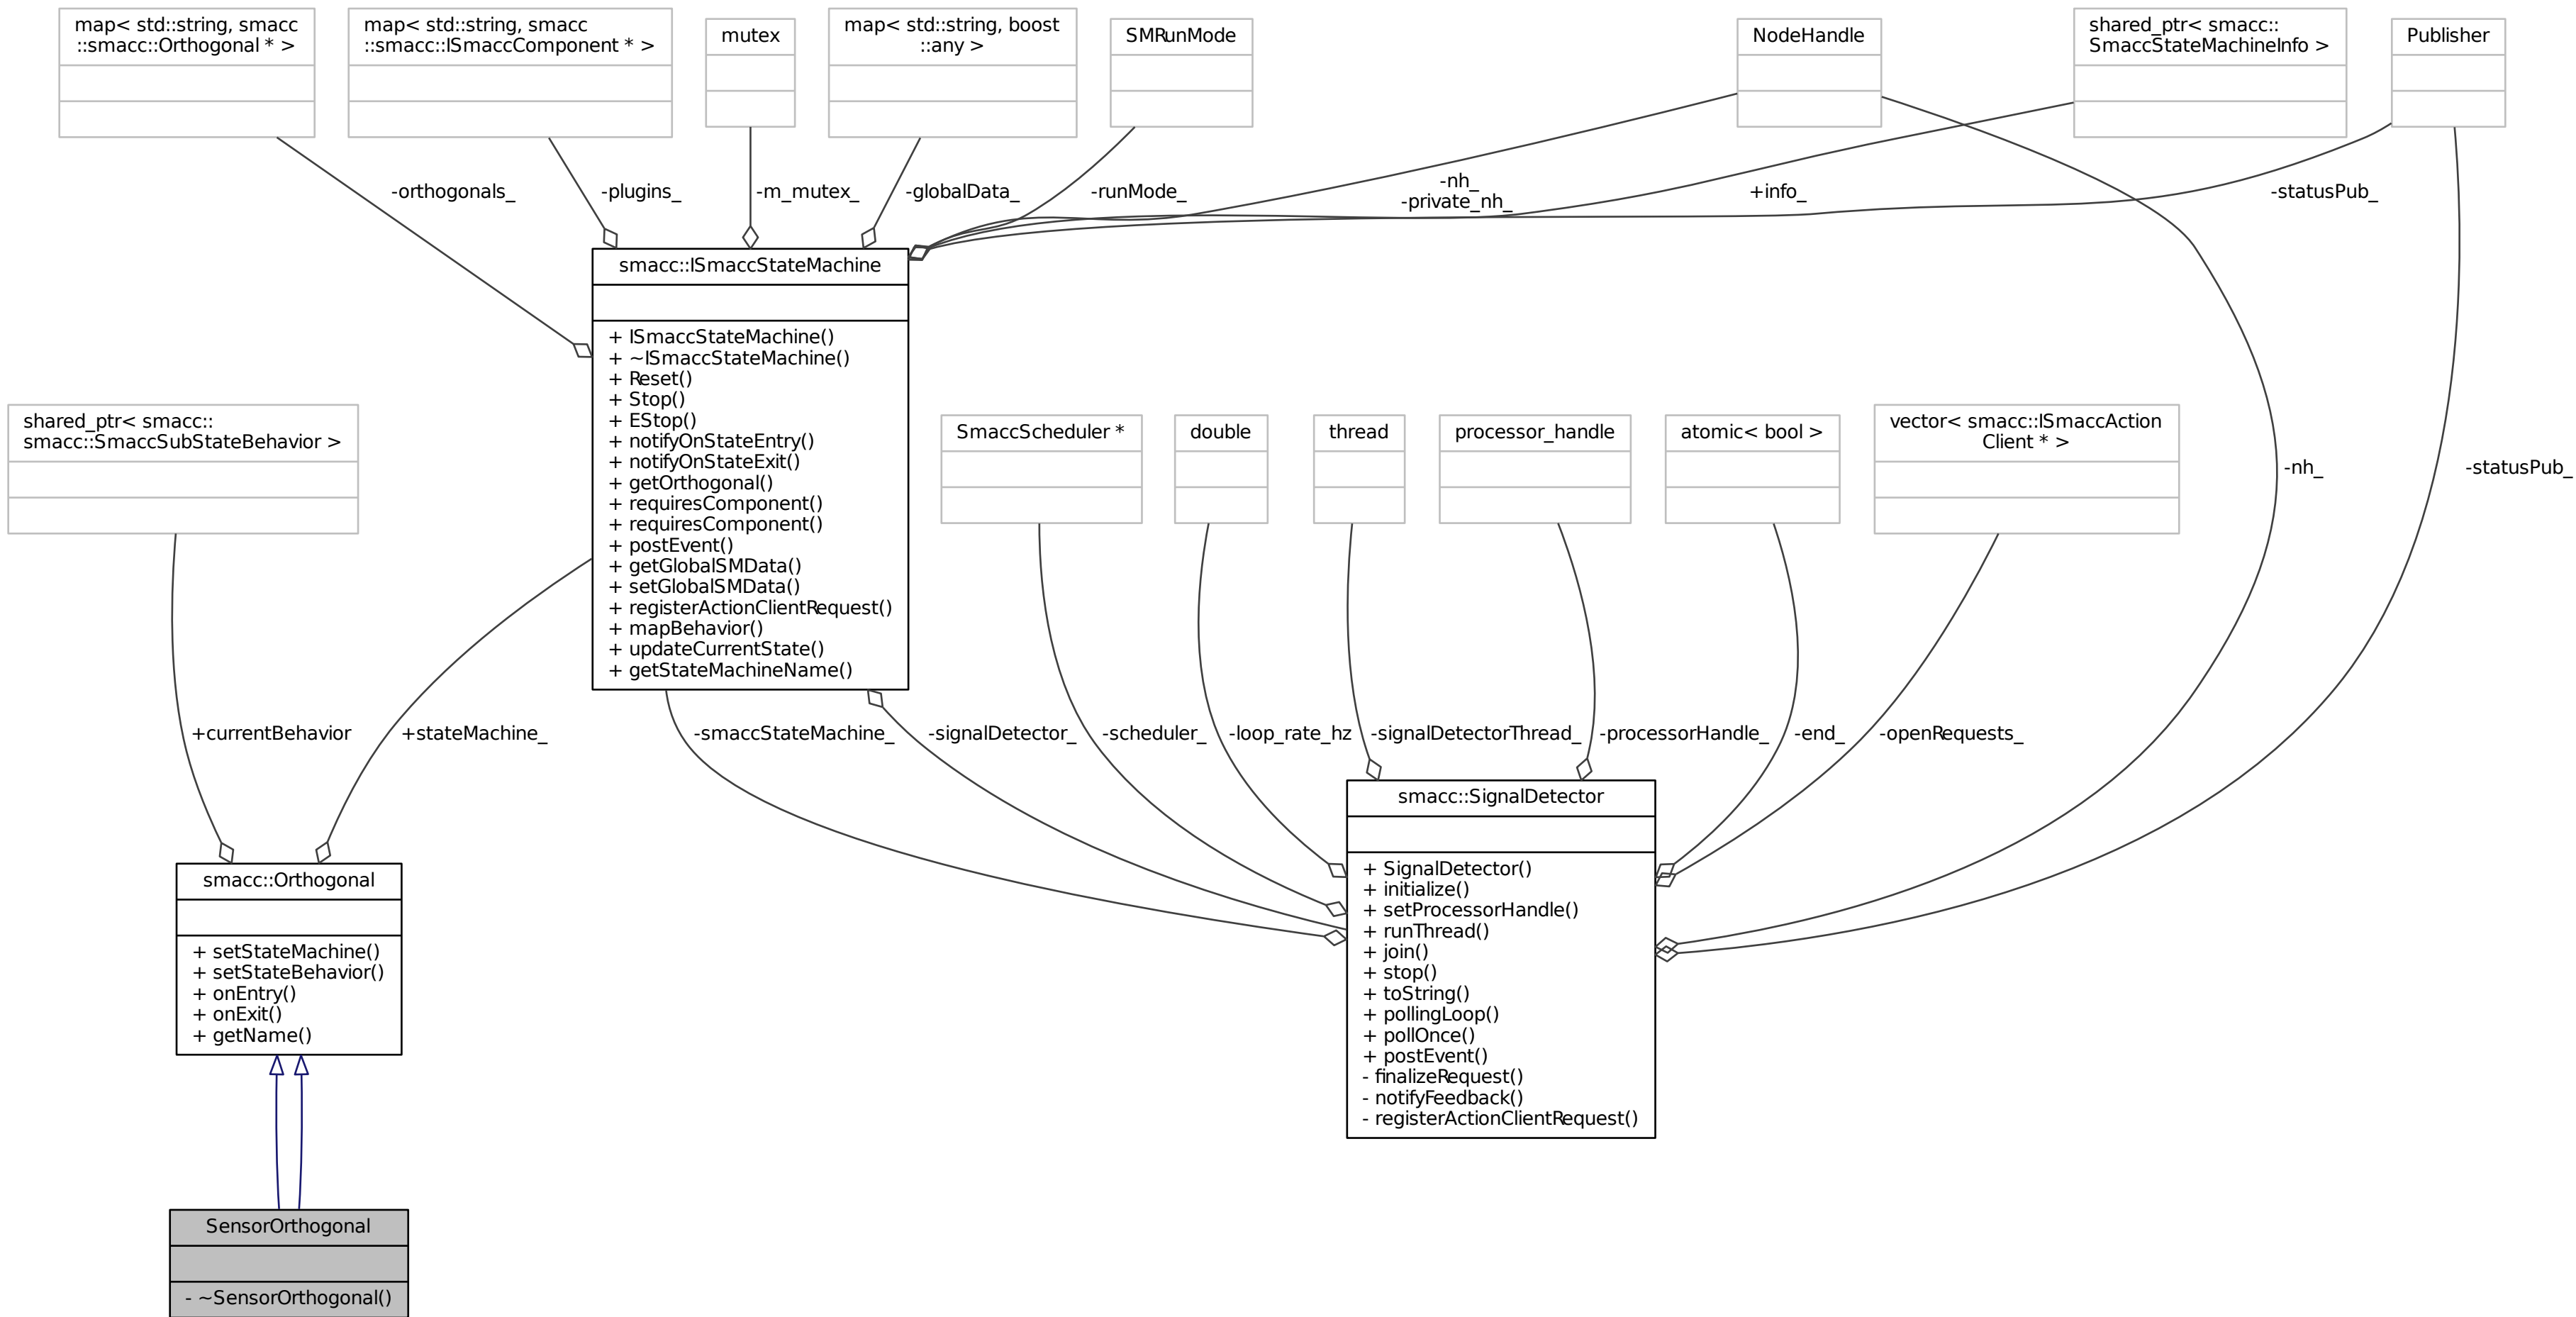 map< std::string, smacc
::smacc::Orthogonal * >
map< std::string, smacc
::smacc::ISmaccComponent * >
mutex
map< std::string, boost
::any >
SMRunMode
NodeHandle
shared_ptr< smacc::
SmaccStateMachineInfo >
Publisher
-orthogonals_
-plugins_
-m_mutex_
-globalData_
-runMode_
-nh_
-private_nh_
+info_
-statusPub_
smacc::ISmaccStateMachine
+ ISmaccStateMachine()
+ ~ISmaccStateMachine()
+ Reset()
+ Stop()
+ EStop()
+ notifyOnStateEntry()
+ notifyOnStateExit()
+ getOrthogonal()
+ requiresComponent()
+ requiresComponent()
+ postEvent()
+ getGlobalSMData()
+ setGlobalSMData()
+ registerActionClientRequest()
+ mapBehavior()
+ updateCurrentState()
+ getStateMachineName()
shared_ptr< smacc::
smacc::SmaccSubStateBehavior >
SmaccScheduler *
double
thread
processor_handle
atomic< bool >
vector< smacc::ISmaccAction
Client * >
-nh_
-statusPub_
+currentBehavior
+stateMachine_
-smaccStateMachine_
-signalDetector_
-scheduler_
-loop_rate_hz
-signalDetectorThread_
-processorHandle_
-end_
-openRequests_
smacc::SignalDetector
+ SignalDetector()
+ initialize()
+ setProcessorHandle()
+ runThread()
+ join()
+ stop()
+ toString()
+ pollingLoop()
+ pollOnce()
+ postEvent()
- finalizeRequest()
- notifyFeedback()
- registerActionClientRequest()
smacc::Orthogonal
+ setStateMachine()
+ setStateBehavior()
+ onEntry()
+ onExit()
+ getName()
SensorOrthogonal
- ~SensorOrthogonal()